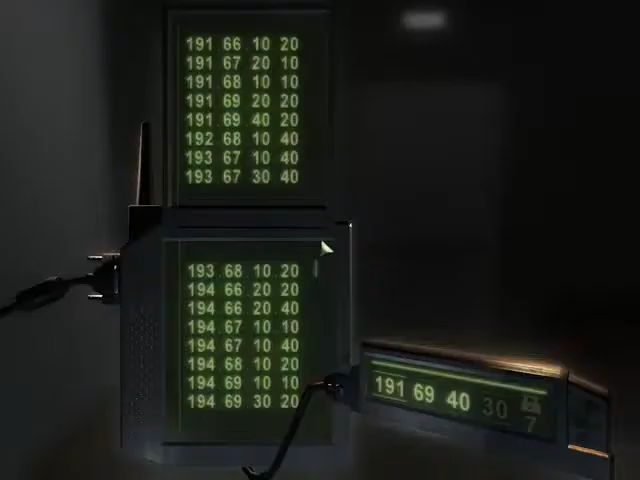 191 66 10 20
191 67 20 10
191 68 10 10
191 69 20 20
191 69 40 20
192 68 10 40
193 67 10 40
193 67 30 40
193 68 10 20
194 66 20 20
194 66 20 40
194 67 10 10
194 67 10 40
194 68 10 20
194 69 10 10
194 69 30 20
191 69 40 30
7